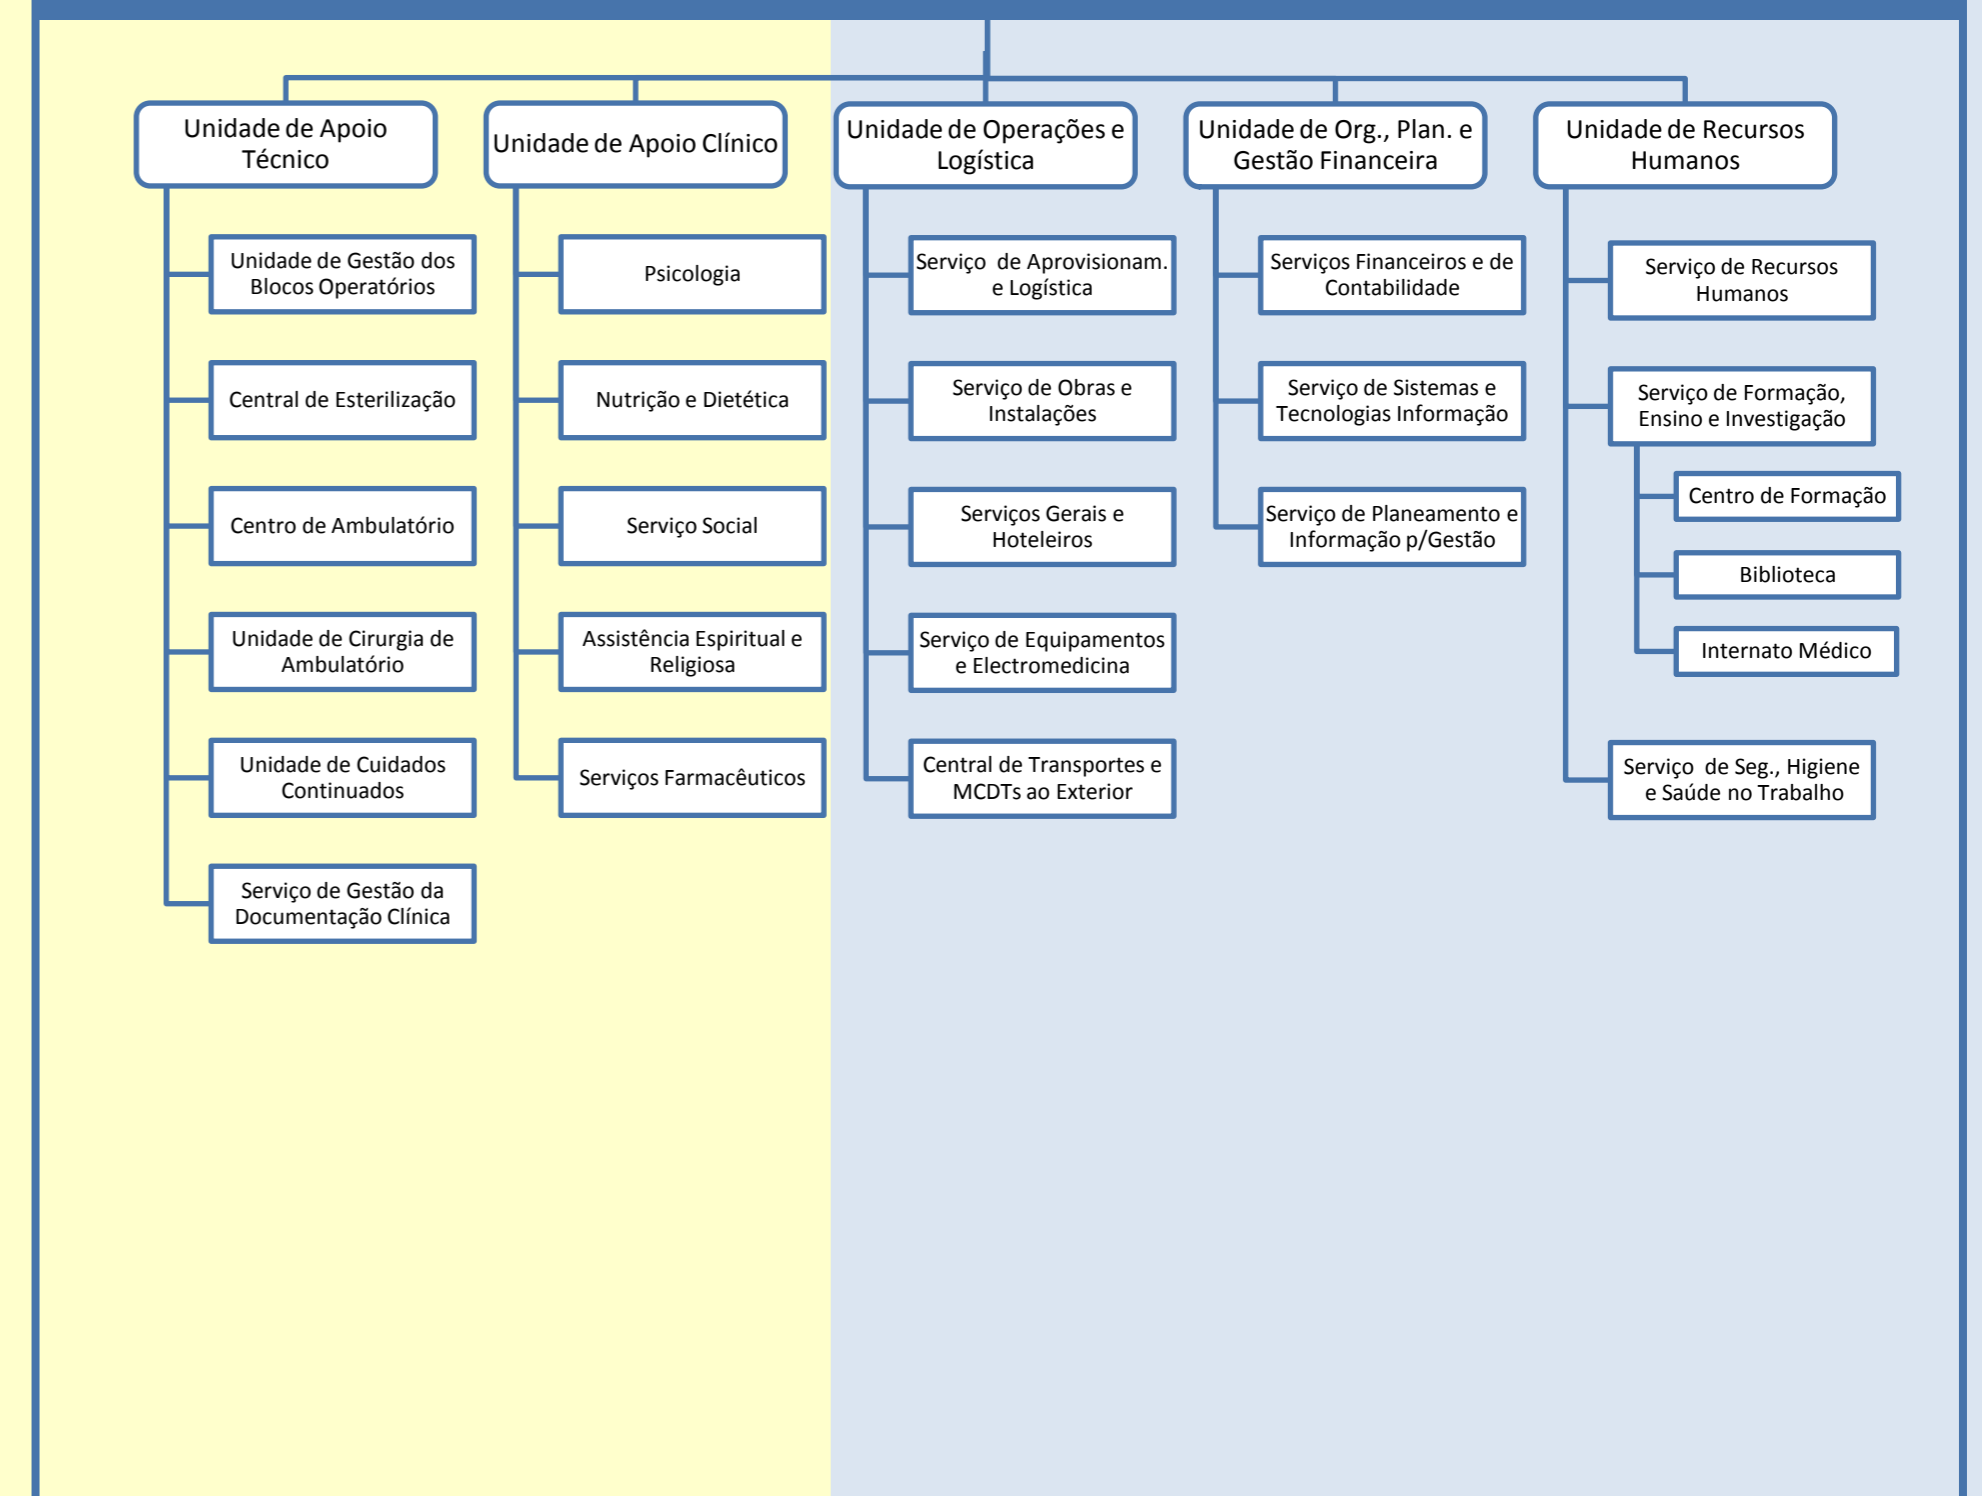 Unidade de Apoio
Técnico
Unidade de Gestão dos
Blocos Operatórios
Central de Esterilização
Centro de Ambulatório
Unidade de Cirurgia de
Ambulatório
Unidade de Cuidados
Continuados
Serviço de Gestão da
Documentação Clínica
Unidade de Apoio Clínico
Psicologia
Nutrição e Dietética
Serviço Social
Assistência Espiritual e
Religiosa
Serviços Farmacêuticos
Unidade de Operações e
Logística
Serviço de Aprovisionam.
e Logística
Serviço de Obras e
Instalações
Serviços Gerais e
Hoteleiros
Serviço de Equipamentos
e Electromedicina
Central de Transportes e
MCDTs ao Exterior
Unidade de Org., Plan. e
Gestão Financeira
Serviços Financeiros e de
Contabilidade
Serviço de Sistemas e
Tecnologias Informação
Serviço de Planeamento e
Informação p/Gestão
Unidade de Recursos
Humanos
Serviço de Recursos
Humanos
Serviço de Formação,
Ensino e Investigação
Centro de Formação
Biblioteca
Internato Médico
Serviço de Seg., Higiene
e Saúde no Trabalho